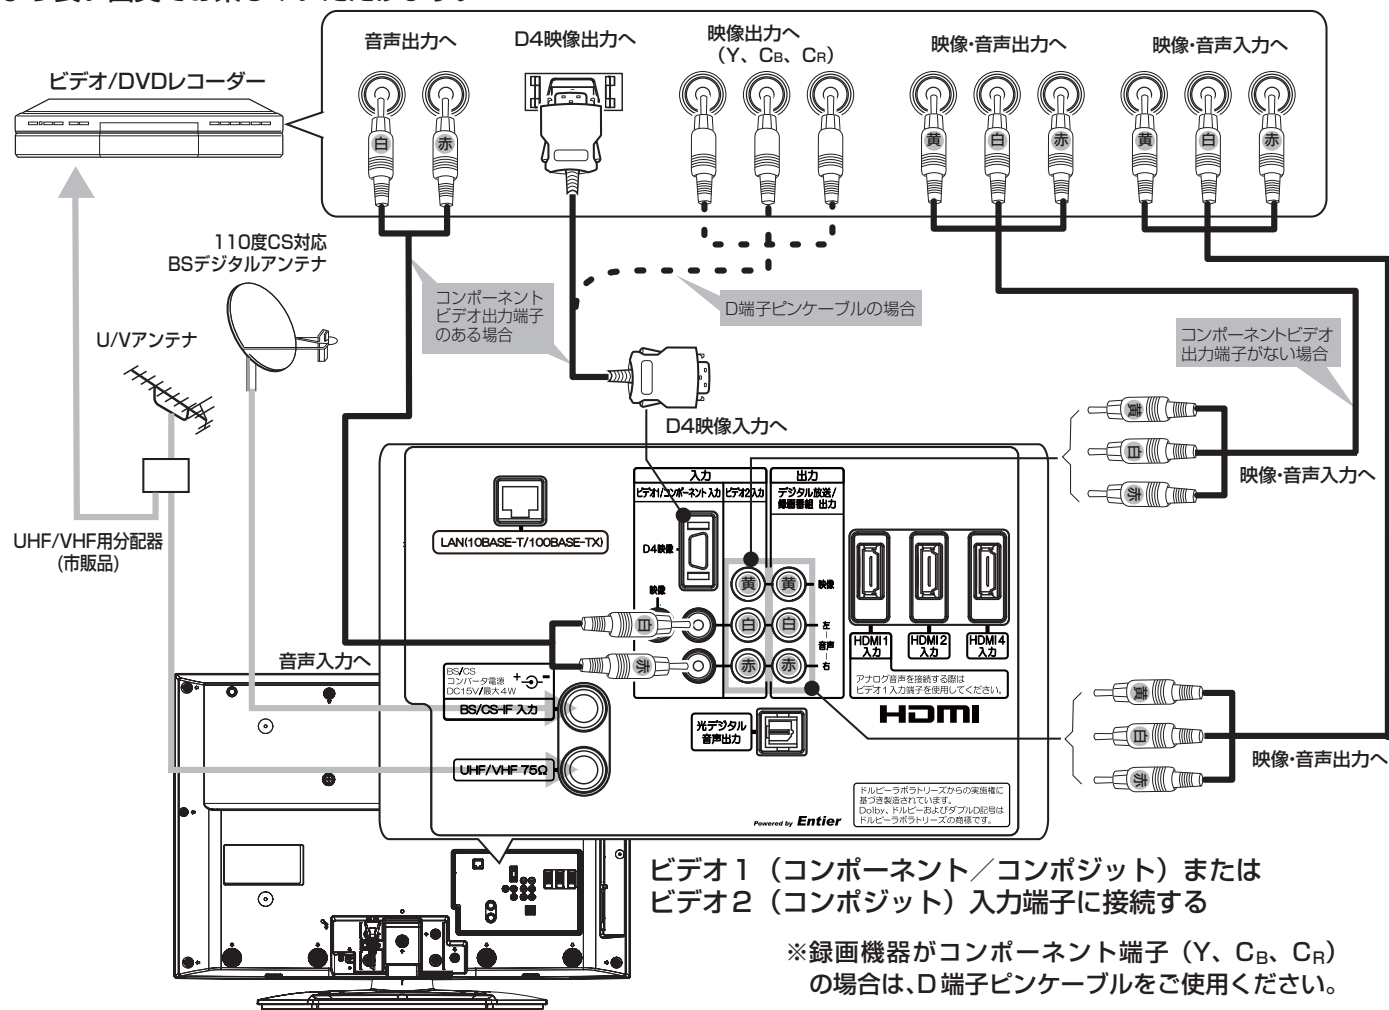 音声出力へ
D4映像出力へ
映像出力へ
（Y、CB、CR）
映像・音声出力へ
映像・音声入力へ
ビデオ/DVDレコーダー
白
赤
黄
白
赤
黄
白
赤
110度CS対応
BSデジタルアンテナ
コンポーネント
ビデオ出力端子
のある場合
D端子ピンケーブルの場合
コンポーネントビデオ
出力端子がない場合
U/Vアンテナ
D4映像入力へ
黄
白
赤
映像・音声入力へ
UHF/VHF用分配器
(市販品)
LAN(10BASE-T/100BASE-TX)
入力
出力
ビデオ1/コンポーネント入力
ビデオ2入力
デジタル放送/
録画番組 出力
D4映像
映像
黄
黄
映像
白
白
白
左
音声
右
赤
赤
赤
HDMI1
入力
HDMI2
入力
HDMI4
入力
アナログ音声を接続する際は
ビデオ1入力端子を使用してください。
HDMI
音声入力へ
BS/CS
コンバータ電源
DC15V/最大4W
+ -
BS/CS-IF 入力
UHF/VHF 75Ω
光デジタル
音声出力
黄
白
赤
映像・音声出力へ
ドルビーラボラトリーズからの実施権に
基づき製造されています。
Dolby、ドルビーおよびダブルD記号は
ドルビーラボラトリーズの商標です。
Powered by Entier
ビデオ1（コンポーネント／コンポジット）または
ビデオ2（コンポジット）入力端子に接続する
※録画機器がコンポーネント端子（Y、CB、CR）
の場合は、D端子ピンケーブルをご使用ください。